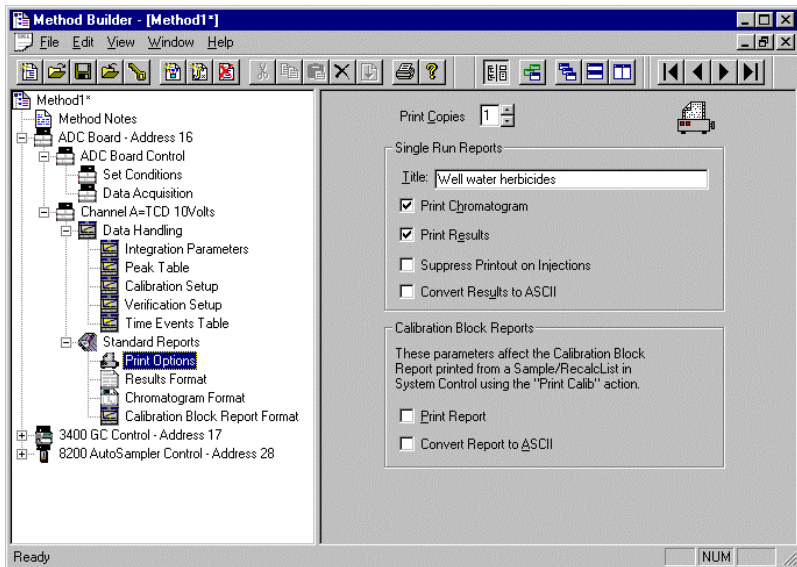 Method Builder - [Method1*]
File Edit View Window Help
Method1*
Method Notes
ADC Board - Address 16
ADC Board Control
Set Conditions
Data Acquisition
Channel A=TCD 10Volts
Data Handling
Integration Parameters
Peak Table
Calibration Setup
Verification Setup
Time Events Table
Standard Reports
Print Options
Results Format
Chromatogram Format
Calibration Block Report Format
3400 GC Control - Address 17
8200 AutoSampler Control - Address 28
Print Copies 1
Single Run Reports
Title: Well water herbicides
Print Chromatogram
Print Results
Suppress Printout on Injections
Convert Results to ASCII
Calibration Block Reports
These parameters affect the Calibration Block
Report printed from a Sample/RecalcList in
System Control using the "Print Calib" action.
Print Report
Convert Report to ASCII
Ready
NUM